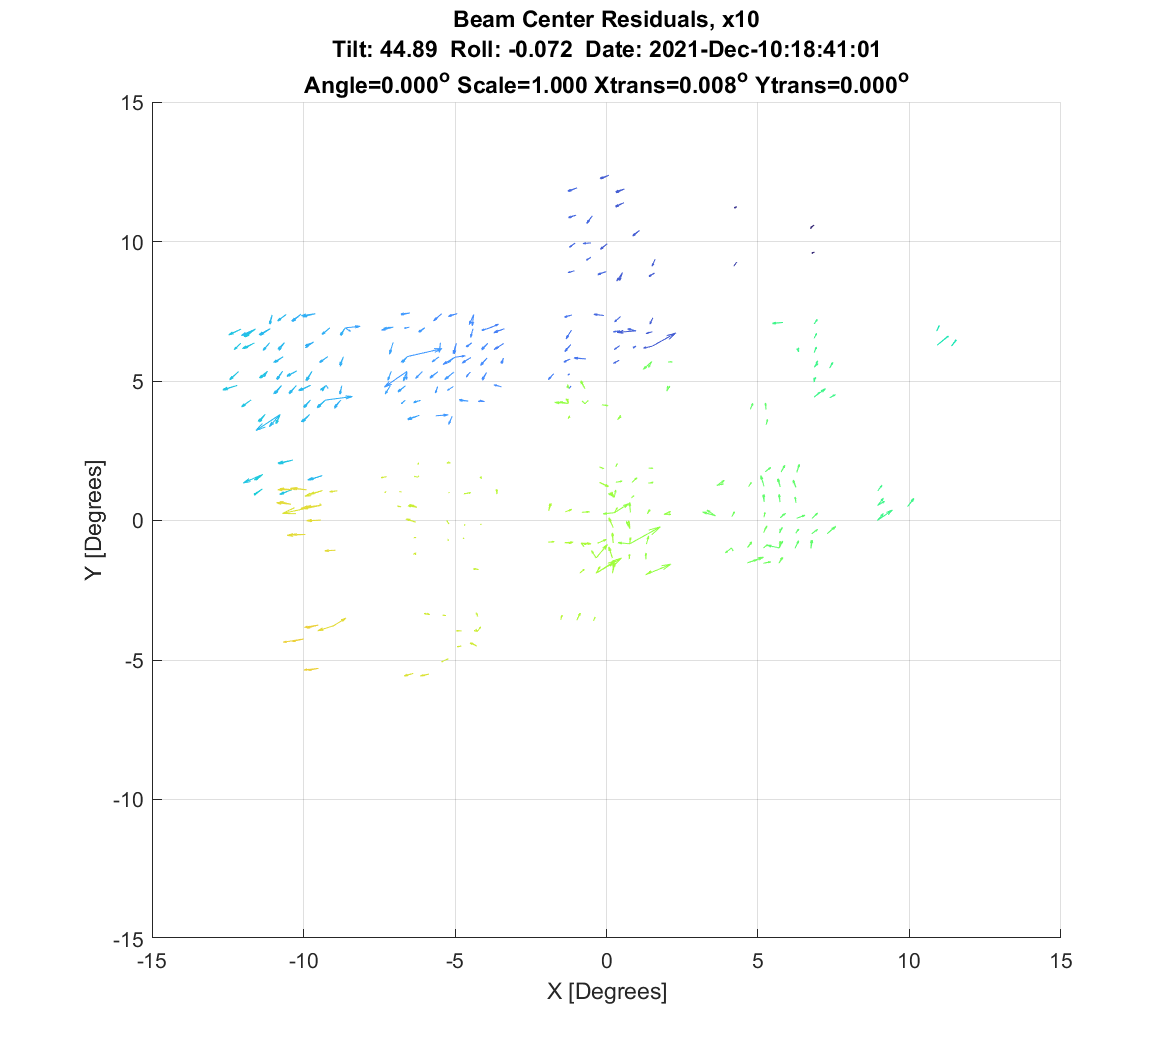 Beam Center Residuals, x10
Tilt: 44.89 Roll: -0.072 Date: 2021-Dec-10:18:41:01
Angle=0.000° Scale=1.000 Xtrans=0.008° Ytrans=0.000°
15
10
5
0
-5
-10
-15
Y [Degrees]
-15 -10 -5 0 5 10 15
X [Degrees]